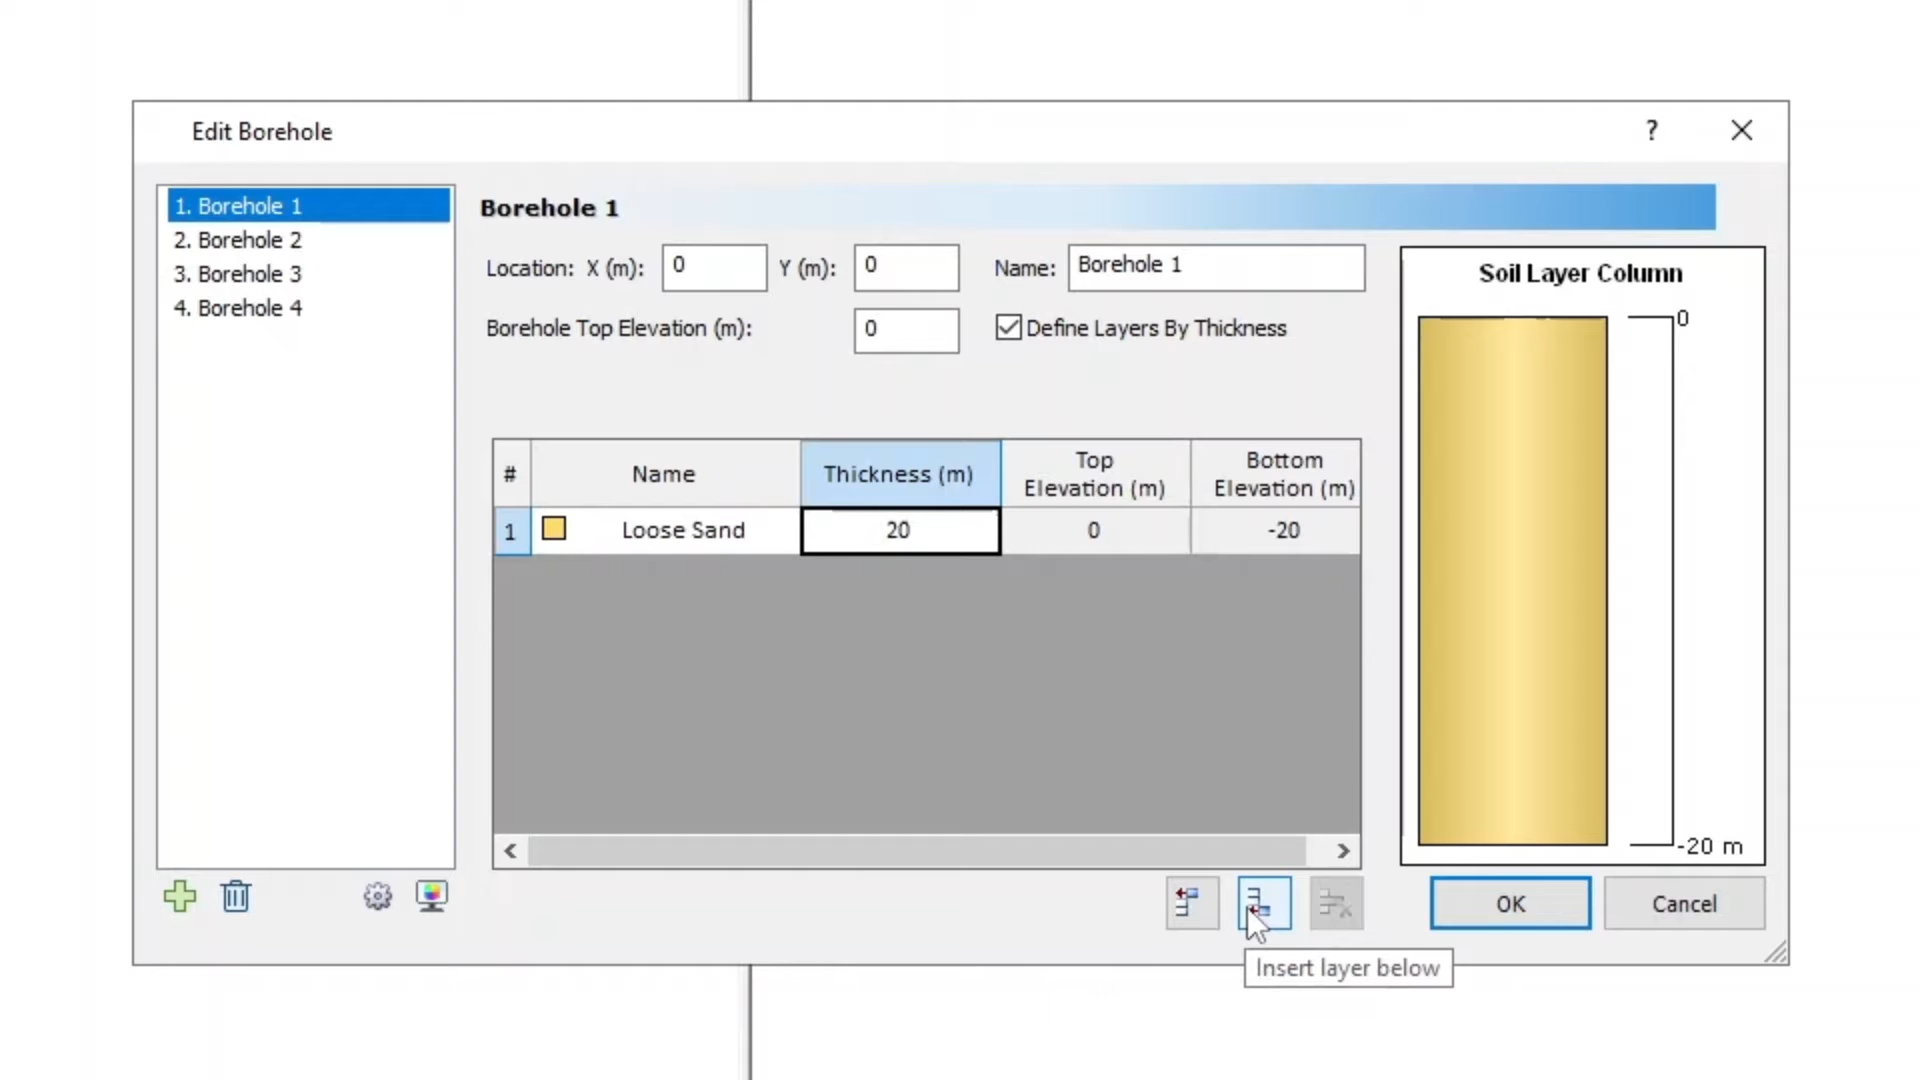 Edit Borehole
?
1. Borehole 1
2. Borehole 2
3. Borehole 3
4. Borehole 4
Borehole 1
Location: X (m): 0 Y (m): 0 Name: Borehole 1
Borehole Top Elevation (m): 0 Define Layers By Thickness
# Name Thickness (m) Top Elevation (m) Bottom Elevation (m)
1 Loose Sand 20 0 -20
Soil Layer Column
0
-20 m
OK Cancel
Insert layer below